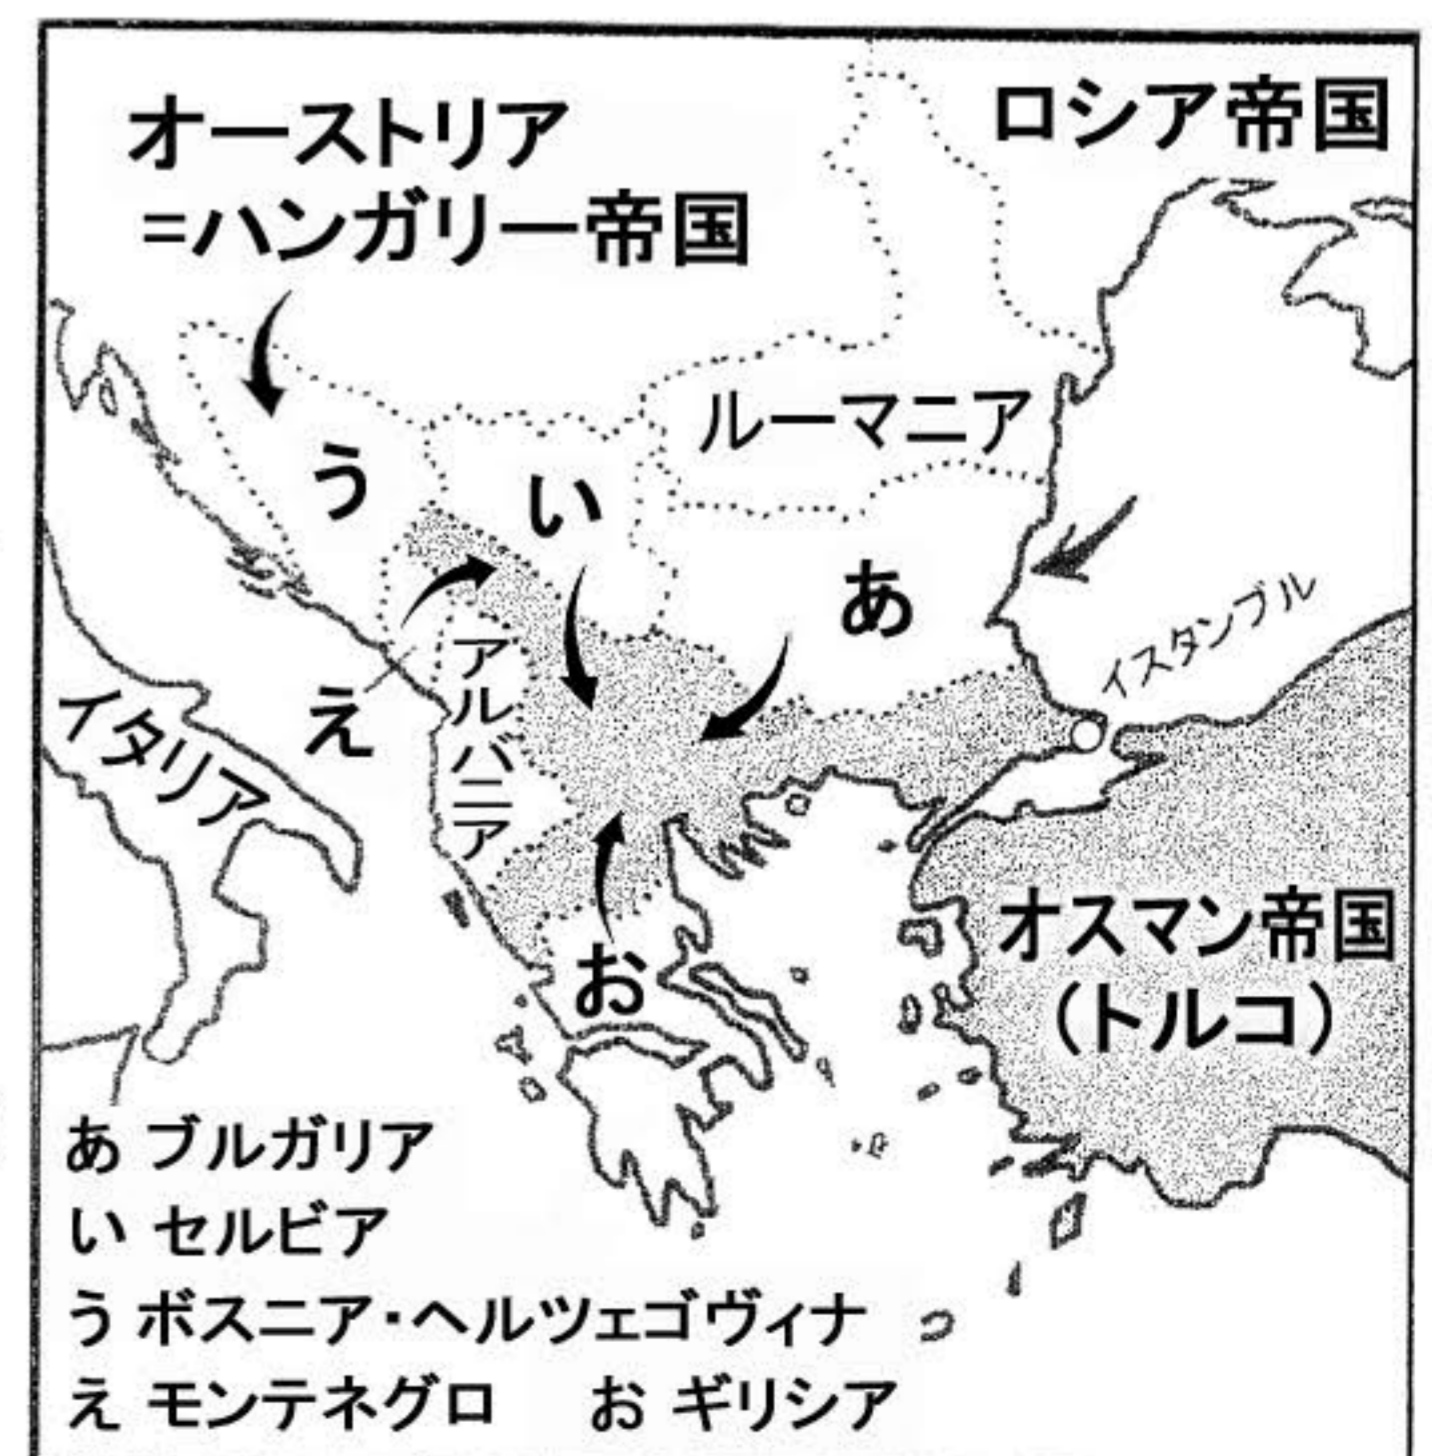 オーストリア
=ハンガリー帝国
ロシア帝国
ルーマニア
う
い
あ
イスタンブル
アルバニア
え
イタリア
お
オスマン帝国
(トルコ)
あ ブルガリア
い セルビア
う ボスニア・ヘルツェゴヴィナ
え モンテネグロ お ギリシア